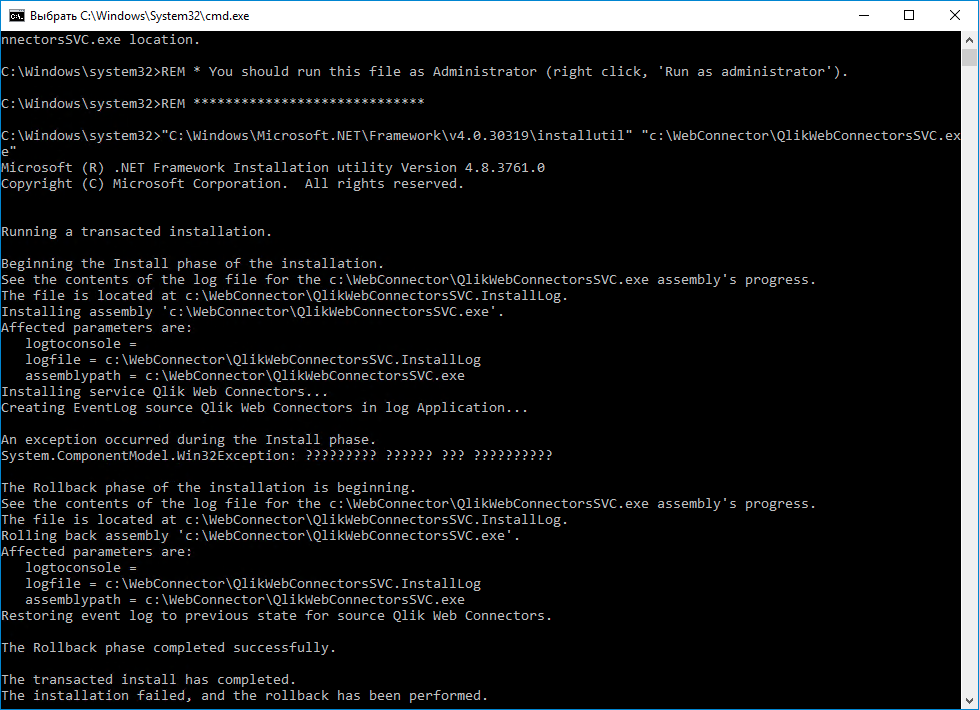 Выбрать C:\Windows\System32\cmd.exe
nnectorsSVC.exe location.
C:\Windows\system32>REM * You should run this file as Administrator (right click, 'Run as administrator').
C:\Windows\system32>REM *****************************
C:\Windows\system32>"C:\Windows\Microsoft.NET\Framework\v4.0.30319\installutil" "c:\WebConnector\QlikWebConnectorsSVC.ex
e"
Microsoft (R) .NET Framework Installation utility Version 4.8.3761.0
Copyright (C) Microsoft Corporation.  All rights reserved.
Running a transacted installation.
Beginning the Install phase of the installation.
See the contents of the log file for the c:\WebConnector\QlikWebConnectorsSVC.exe assembly's progress.
The file is located at c:\WebConnector\QlikWebConnectorsSVC.InstallLog.
Installing assembly 'c:\WebConnector\QlikWebConnectorsSVC.exe'.
Affected parameters are:
   logtoconsole =
   logfile = c:\WebConnector\QlikWebConnectorsSVC.InstallLog
   assemblypath = c:\WebConnector\QlikWebConnectorsSVC.exe
Installing service Qlik Web Connectors...
Creating EventLog source Qlik Web Connectors in log Application...
An exception occurred during the Install phase.
System.ComponentModel.Win32Exception: ????????? ?????? ??? ??????????
The Rollback phase of the installation is beginning.
See the contents of the log file for the c:\WebConnector\QlikWebConnectorsSVC.exe assembly's progress.
The file is located at c:\WebConnector\QlikWebConnectorsSVC.InstallLog.
Rolling back assembly 'c:\WebConnector\QlikWebConnectorsSVC.exe'.
Affected parameters are:
   logtoconsole =
   logfile = c:\WebConnector\QlikWebConnectorsSVC.InstallLog
   assemblypath = c:\WebConnector\QlikWebConnectorsSVC.exe
Restoring event log to previous state for source Qlik Web Connectors.
The Rollback phase completed successfully.
The transacted install has completed.
The installation failed, and the rollback has been performed.